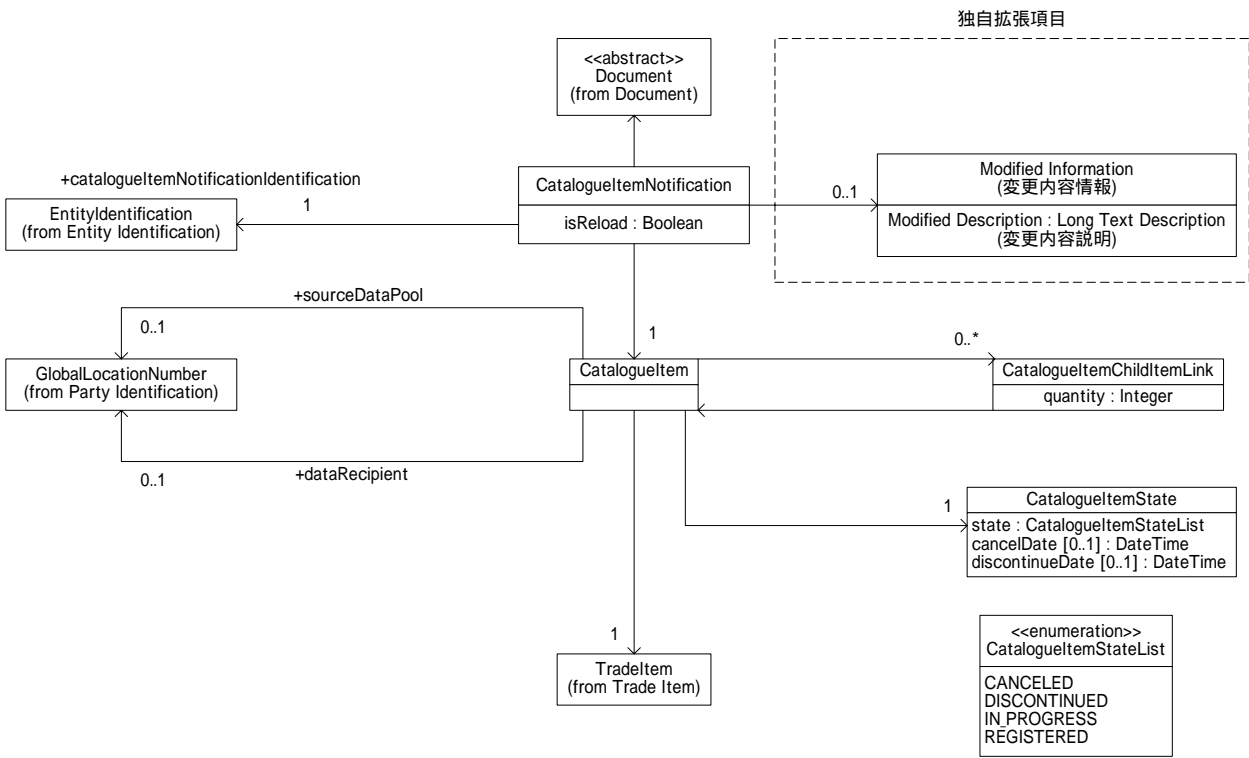 独自拡張項目
<<abstract>>
Document
(from Document)
+catalogueItemNotificationIdentification
1
EntityIdentification
(from Entity Identification)
CatalogueItemNotification
isReload : Boolean
0..1
Modified Information
(変更内容情報)
Modified Description : Long Text Description
(変更内容説明)
+sourceDataPool
0..1
1
0..*
GlobalLocationNumber
(from Party Identification)
CatalogueItem
CatalogueItemChildItemLink
quantity : Integer
0..1
+dataRecipient
1
CatalogueItemState
state : CatalogueItemStateList
cancelDate [0..1] : DateTime
discontinueDate [0..1] : DateTime
1
TradeItem
(from Trade Item)
<<enumeration>>
CatalogueItemStateList
CANCELED
DISCONTINUED
IN_PROGRESS
REGISTERED